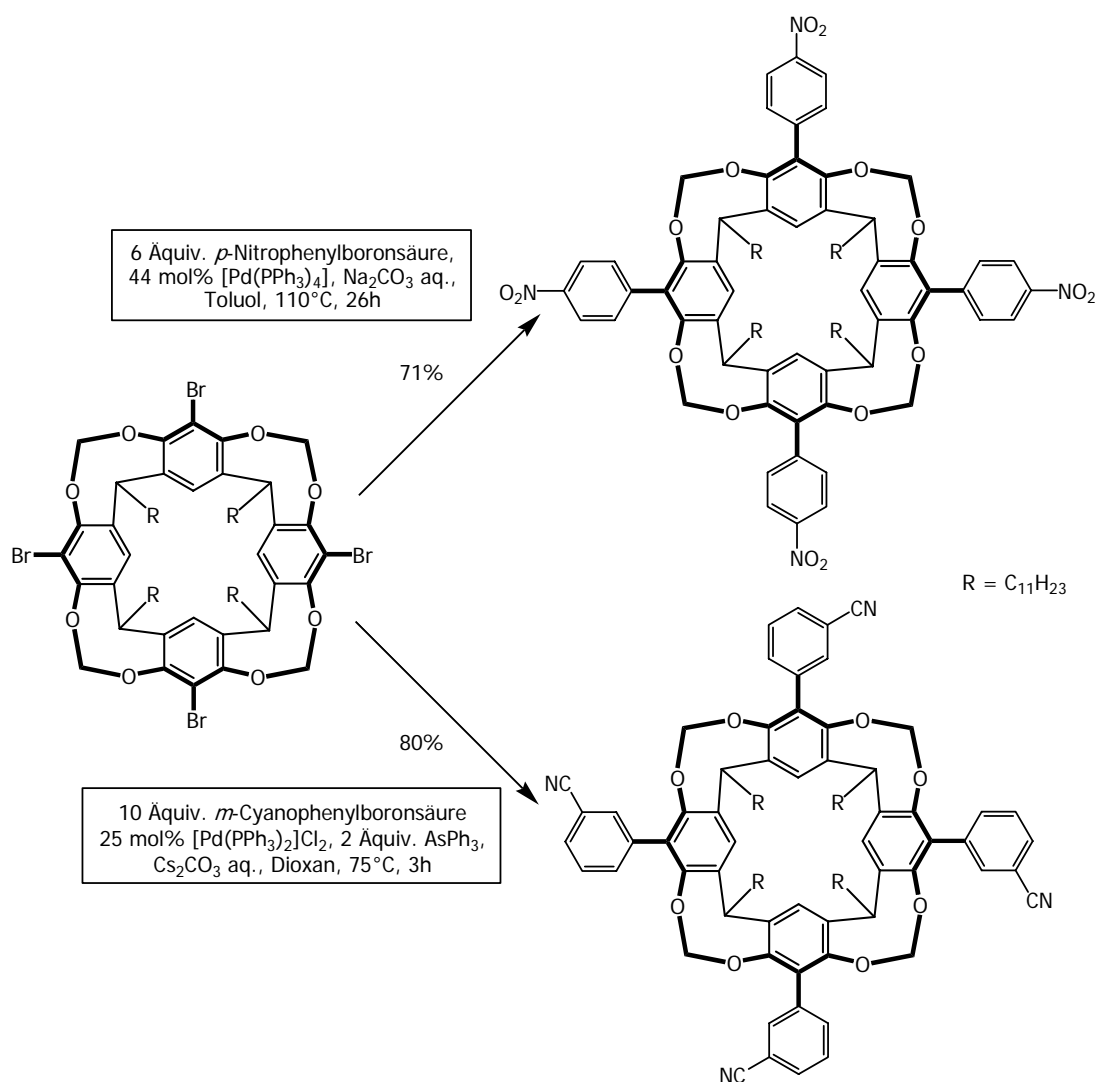 NO2
O
O
O
O
R
R
O2N
NO2
R
R
O
O
O
O
NO2
6 Äquiv. p-Nitrophenylboronsäure,
44 mol% [Pd(PPh3)4], Na2CO3 aq.,
Toluol, 110°C, 26h
71%
Br
O
O
O
O
R
R
Br
Br
R
R
O
O
O
O
Br
R = C11H23
80%
10 Äquiv. m-Cyanophenylboronsäure
25 mol% [Pd(PPh3)2]Cl2, 2 Äquiv. AsPh3,
Cs2CO3 aq., Dioxan, 75°C, 3h
CN
O
O
O
O
NC
R
R
R
R
CN
O
O
O
O
NC